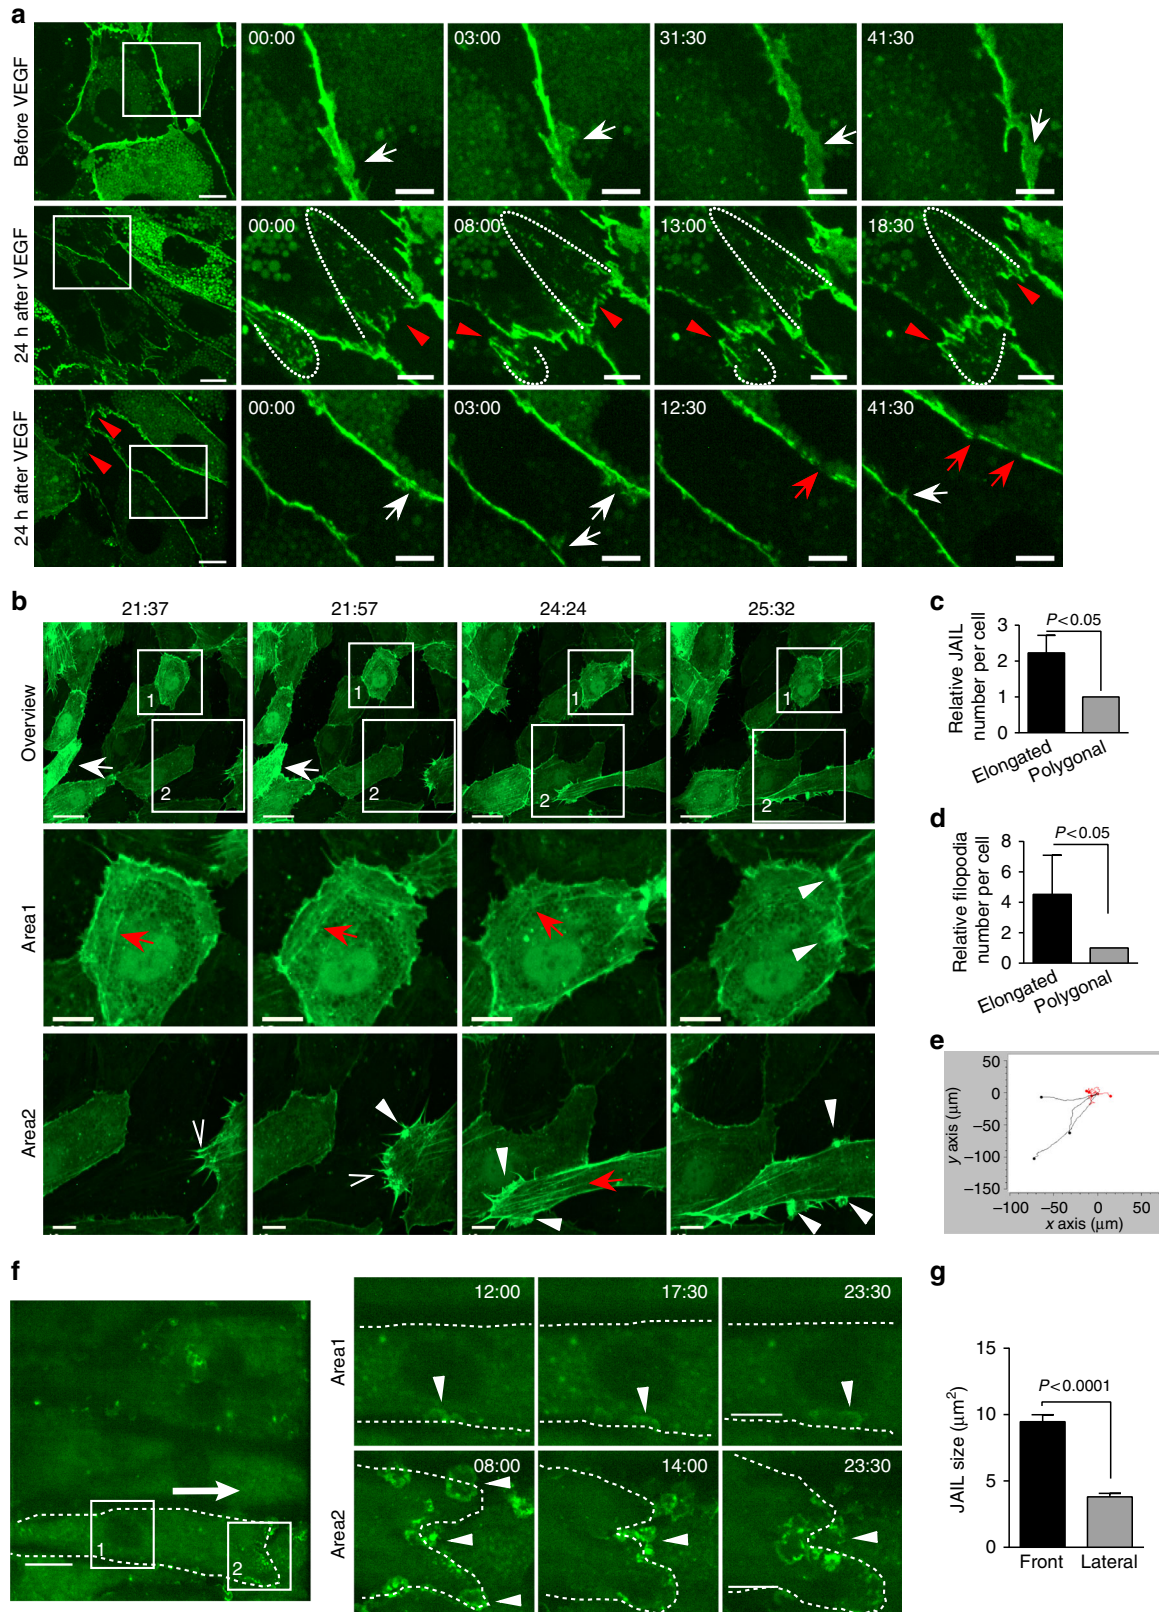 a
Before VEGF
00:00 03:00 31:30 41:30
24 h after VEGF
00:00 08:00 13:00 18:30
24 h after VEGF
00:00 03:00 12:30 41:30
b
21:37 21:57 24:24 25:32
Overview
1 1 1 1
2 2 2 2
Area1
Area2
c
Relative JAIL
number per cell
3
2
1
0
P<0.05
Elongated
Polygonal
d
Relative filopodia
number per cell
8
6
4
2
0
P<0.05
Elongated
Polygonal
e
y axis (μm)
50
0
−50
−100
−150
−100 −50 0 50
x axis (μm)
f
1
2
Area1
12:00 17:30 23:30
Area2
08:00 14:00 23:30
g
JAIL size (μm²)
15
10
5
0
P<0.0001
Front Lateral